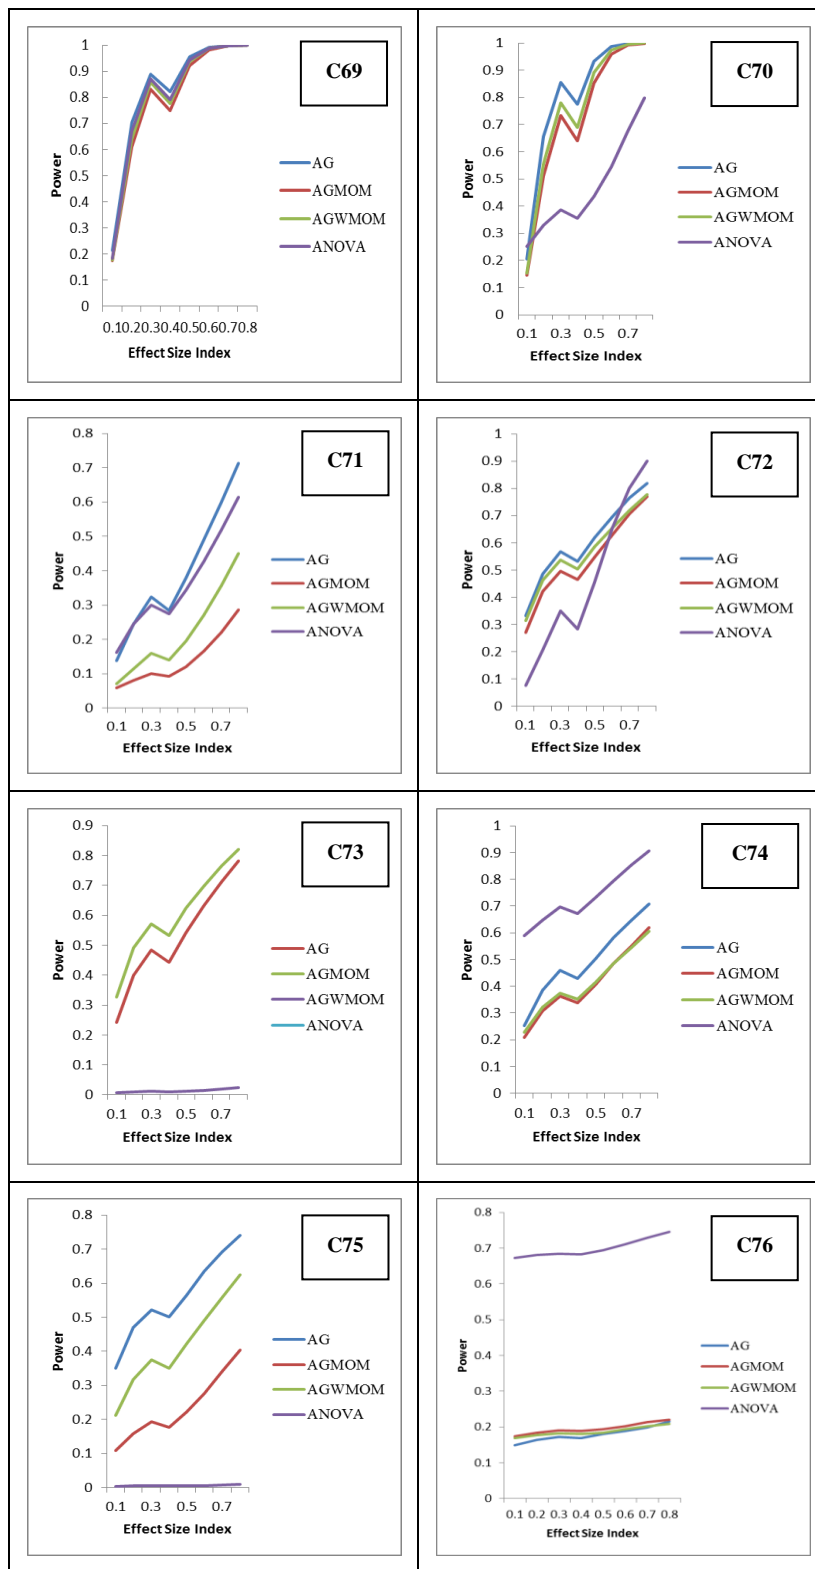 C69
1
0.9
0.8
0.7
0.6
0.5
0.4
0.3
0.2
0.1
0
Power
AG
AGMOM
AGWMOM
ANOVA
0.10.20.30.40.50.60.70.8
Effect Size Index
C70
1
0.9
0.8
0.7
0.6
0.5
0.4
0.3
0.2
0.1
0
Power
AG
AGMOM
AGWMOM
ANOVA
0.1 0.3 0.5 0.7
Effect Size Index
C71
0.8
0.7
0.6
0.5
0.4
0.3
0.2
0.1
0
Power
AG
AGMOM
AGWMOM
ANOVA
0.1 0.3 0.5 0.7
Effect Size Index
C72
1
0.9
0.8
0.7
0.6
0.5
0.4
0.3
0.2
0.1
0
Power
AG
AGMOM
AGWMOM
ANOVA
0.1 0.3 0.5 0.7
Effect Size Index
C73
0.9
0.8
0.7
0.6
0.5
0.4
0.3
0.2
0.1
0
Power
AG
AGMOM
AGWMOM
ANOVA
0.1 0.3 0.5 0.7
Effect Size Index
C74
1
0.9
0.8
0.7
0.6
0.5
0.4
0.3
0.2
0.1
0
Power
AG
AGMOM
AGWMOM
ANOVA
0.1 0.3 0.5 0.7
Effect Size Index
C75
0.8
0.7
0.6
0.5
0.4
0.3
0.2
0.1
0
Power
AG
AGMOM
AGWMOM
ANOVA
0.1 0.3 0.5 0.7
Effect Size Index
C76
0.8
0.7
0.6
0.5
0.4
0.3
0.2
0.1
0
Power
AG
AGMOM
AGWMOM
ANOVA
0.1 0.2 0.3 0.4 0.5 0.6 0.7 0.8
Effect Size Index